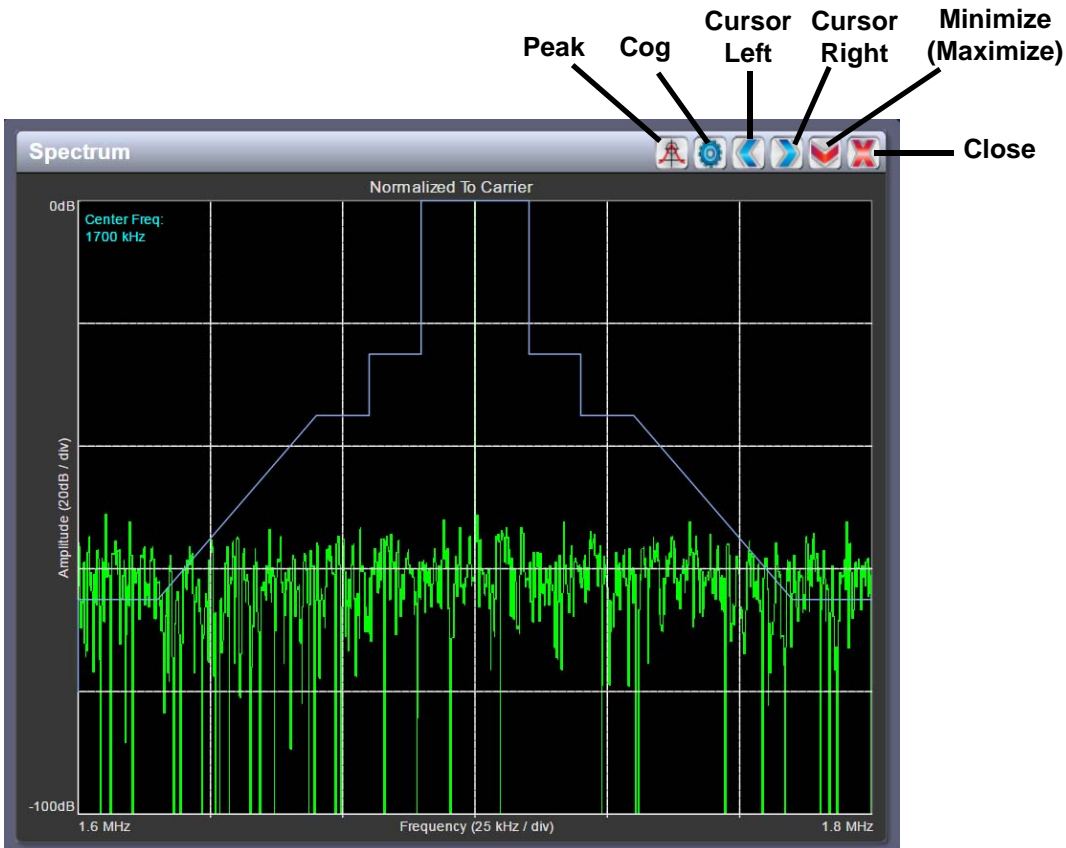 Peak
Cog
Cursor
Left
Cursor
Right
Minimize
(Maximize)
Close
Spectrum
Normalized To Carrier
0dB
Center Freq:
1700 kHz
Amplitude (20dB / div)
-100dB
1.6 MHz
Frequency (25 kHz / div)
1.8 MHz